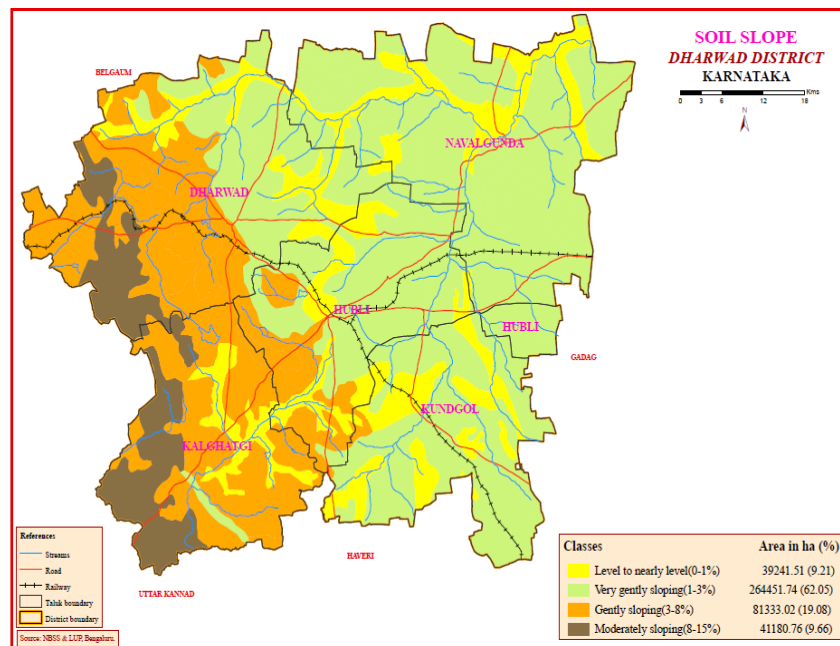 SOIL SLOPE
DHARWAD DISTRICT
KARNATAKA
0 3 6 12 18 Kms
N
BELGAUM
NAVALGUNDA
DHARWAD
HUBLI
HUBLI
GADAG
KUNDGOL
KALGHATGI
HAVERI
UTTAR KANNAD
References
Streams
Road
Railway
Taluk boundary
District boundary
Source: NBSS & LUP, Bengaluru.
Classes Area in ha (%)
Level to nearly level(0-1%) 39241.51 (9.21)
Very gently sloping(1-3%) 264451.74 (62.05)
Gently sloping(3-8%) 81333.02 (19.08)
Moderately sloping(8-15%) 41180.76 (9.66)